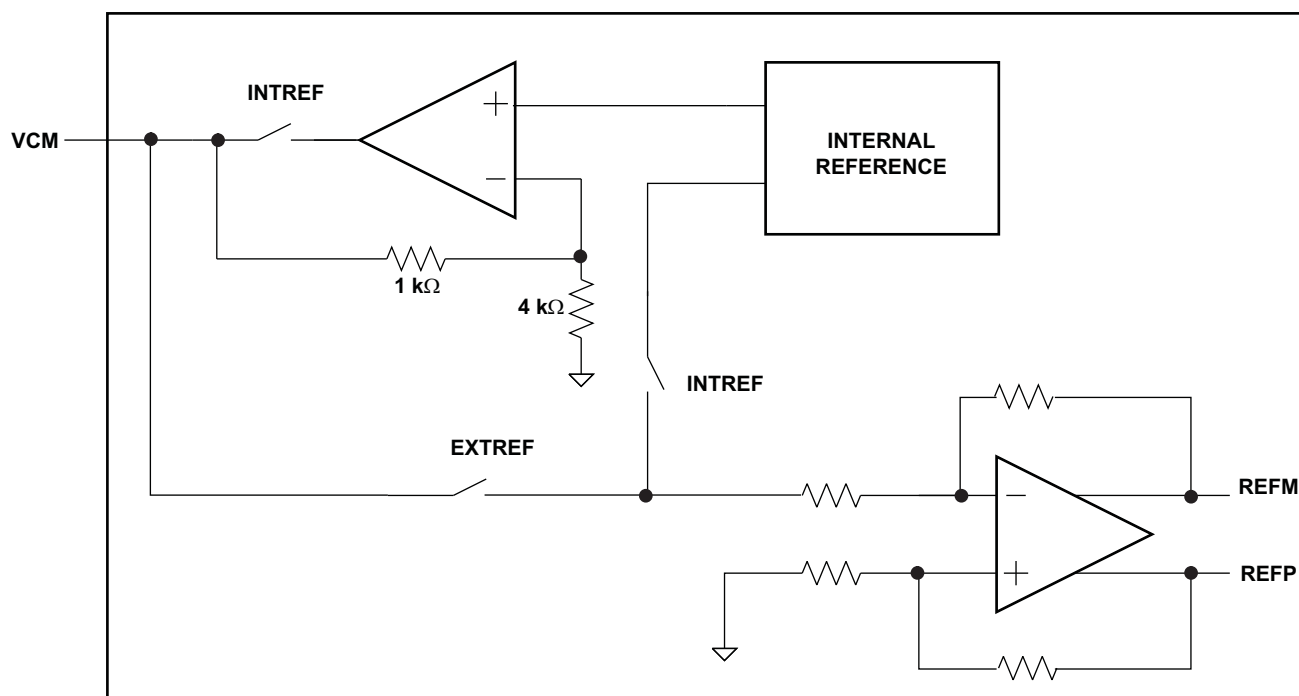 INTREF
VCM
INTERNAL
REFERENCE
1 kΩ
4 kΩ
INTREF
EXTREF
REFM
REFP